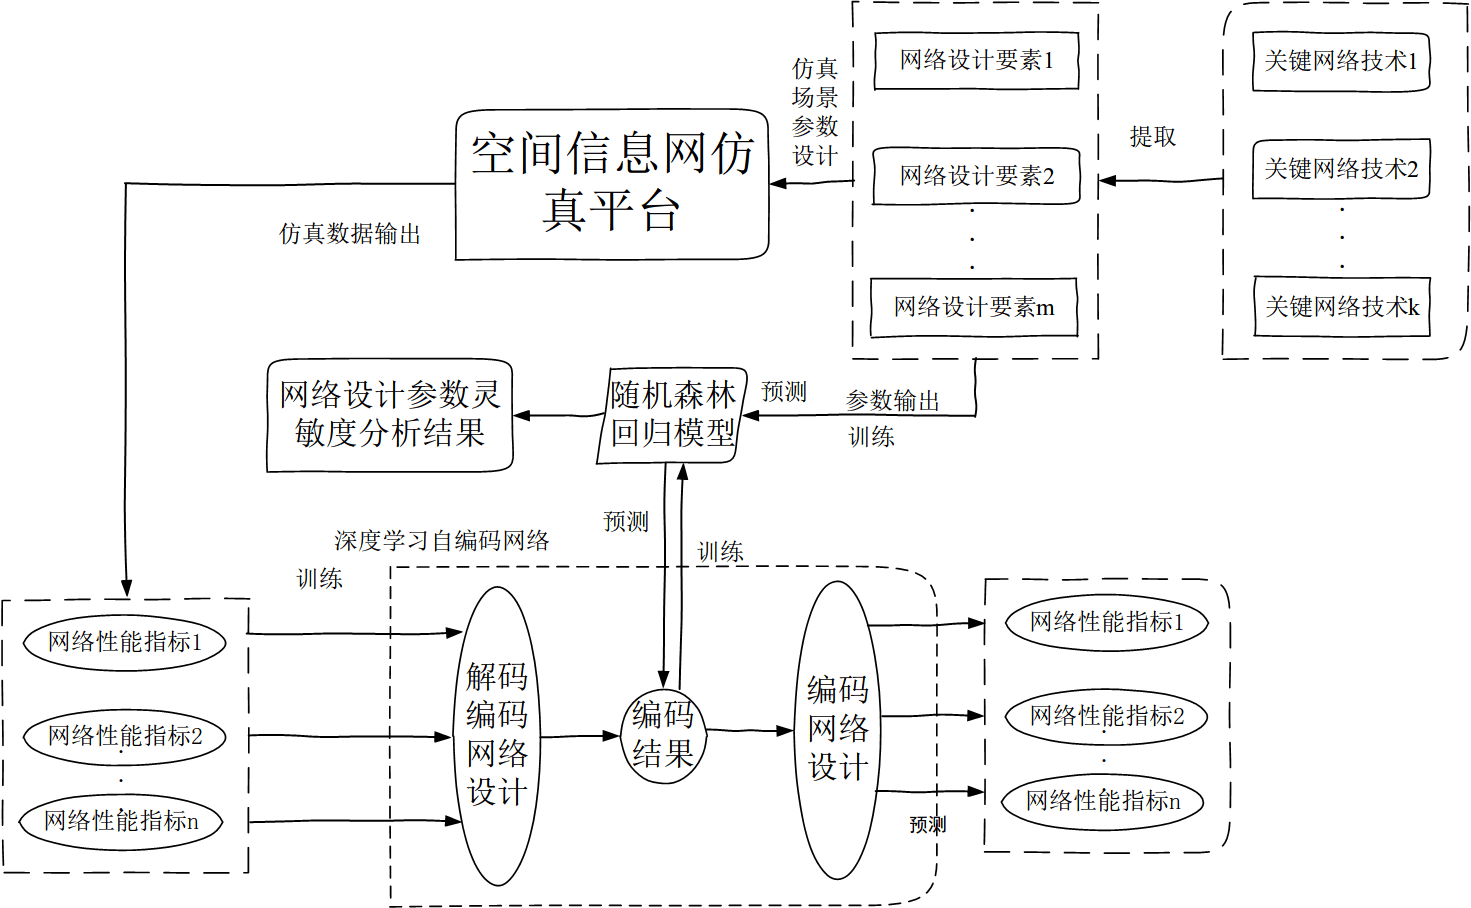 仿真
场景
参数
设计
网络设计要素1
网络设计要素2
网络设计要素m
提取
关键网络技术1
关键网络技术2
关键网络技术k
空间信息网仿
真平台
仿真数据输出
网络设计参数灵
敏度分析结果
随机森林
回归模型
预测
参数输出
训练
预测
训练
深度学习自编码网络
训练
网络性能指标1
网络性能指标2
网络性能指标n
解码
编码
网络
设计
编码
结果
编码
网络
设计
预测
网络性能指标1
网络性能指标2
网络性能指标n